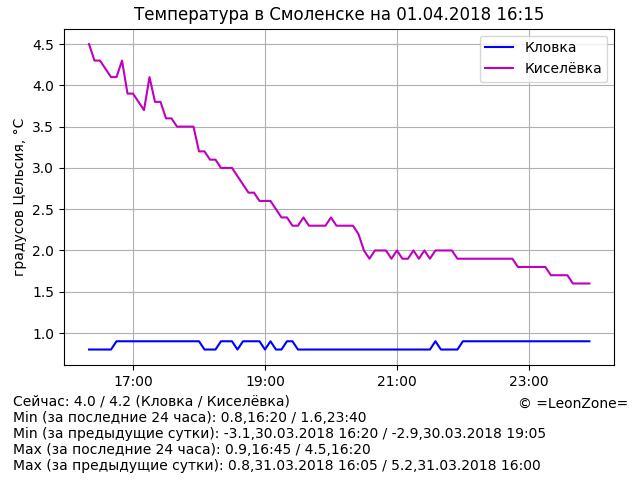 Температура в Смоленске на 01.04.2018 16:15
Кловка
Киселёвка
градусов Цельсия, °C
4.5
4.0
3.5
3.0
2.5
2.0
1.5
1.0
17:00 19:00 21:00 23:00
Сейчас: 4.0 / 4.2 (Кловка / Киселёвка)
© =LeonZone=
Min (за последние 24 часа): 0.8,16:20 / 1.6,23:40
Min (за предыдущие сутки): -3.1,30.03.2018 16:20 / -2.9,30.03.2018 19:05
Max (за последние 24 часа): 0.9,16:45 / 4.5,16:20
Max (за предыдущие сутки): 0.8,31.03.2018 16:05 / 5.2,31.03.2018 16:00